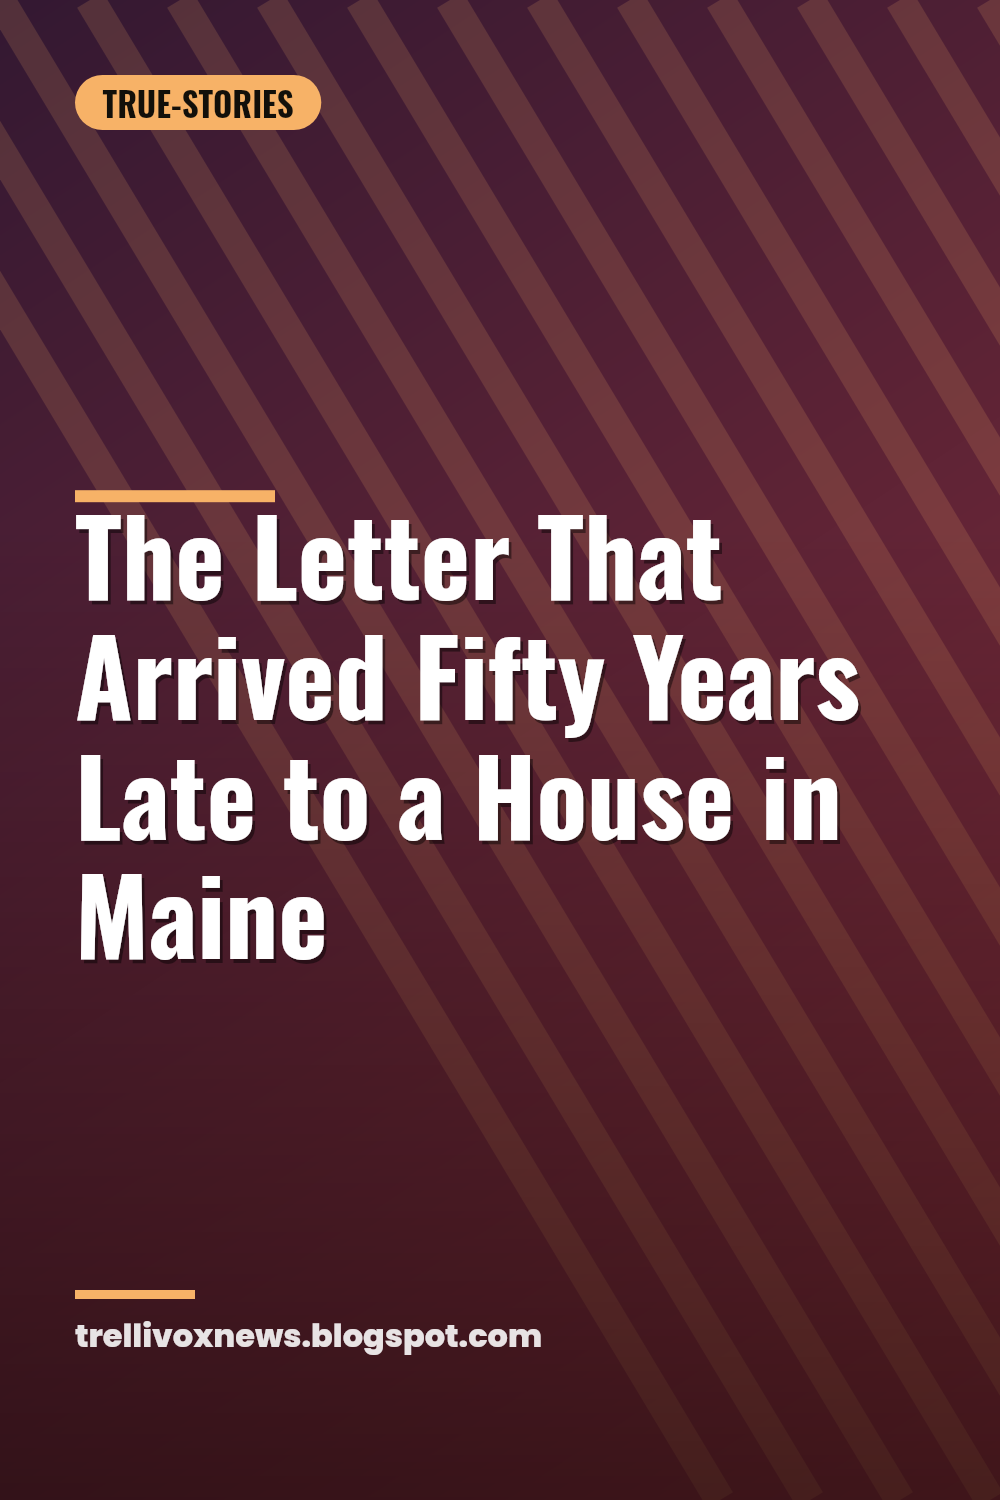 TRUE-STORIES
The Letter That
Arrived Fifty Years
Late to a House in
Maine
trellivoxnews.blogspot.com